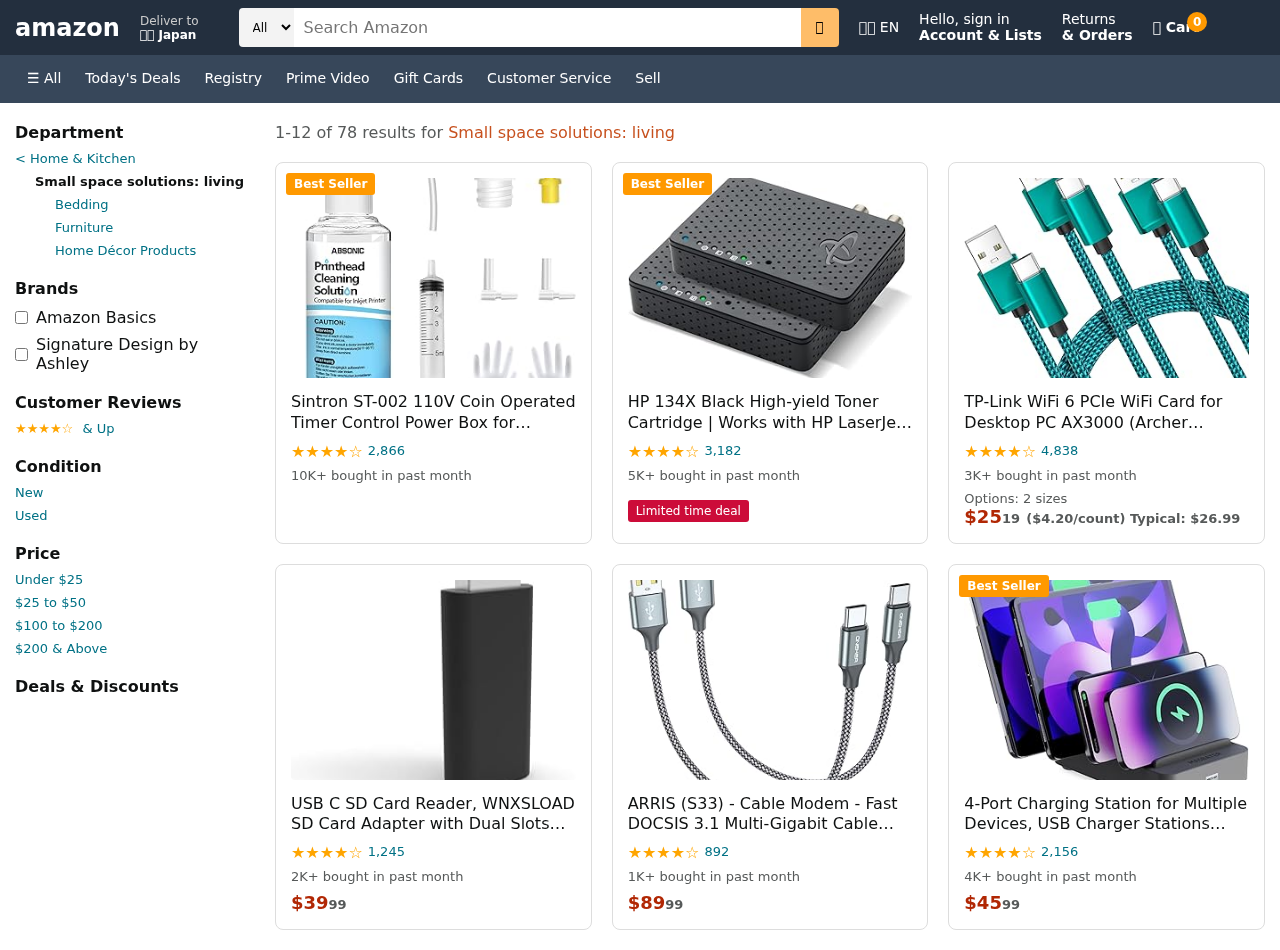 amazon
Deliver to
Japan
All
Search Amazon
EN
Hello, sign in
Account & Lists
Returns
& Orders
0
☰ All
Today's Deals
Registry
Prime Video
Gift Cards
Customer Service
Sell
Department
< Home & Kitchen
Small space solutions: living
Bedding
Furniture
Home Décor Products
Brands
Amazon Basics
Signature Design by
Ashley
Customer Reviews
★★★★☆ & Up
Condition
New
Used
Price
Under $25
$25 to $50
$100 to $200
$200 & Above
Deals & Discounts
1-12 of 78 results for Small space solutions: living
Best Seller
ABSONIC
Printhead
Cleaning
Solution
Compatible for Inkjet Printer
CAUTION:
Sintron ST-002 110V Coin Operated
Timer Control Power Box for…
★★★★☆ 2,866
10K+ bought in past month
Best Seller
HP 134X Black High-yield Toner
Cartridge | Works with HP LaserJe…
★★★★☆ 3,182
5K+ bought in past month
Limited time deal
TP-Link WiFi 6 PCIe WiFi Card for
Desktop PC AX3000 (Archer…
★★★★☆ 4,838
3K+ bought in past month
Options: 2 sizes
$25 19 ($4.20/count) Typical: $26.99
USB C SD Card Reader, WNXSLOAD
SD Card Adapter with Dual Slots…
★★★★☆ 1,245
2K+ bought in past month
$39 99
ARRIS (S33) - Cable Modem - Fast
DOCSIS 3.1 Multi-Gigabit Cable…
★★★★☆ 892
1K+ bought in past month
$89 99
Best Seller
4-Port Charging Station for Multiple
Devices, USB Charger Stations…
★★★★☆ 2,156
4K+ bought in past month
$45 99